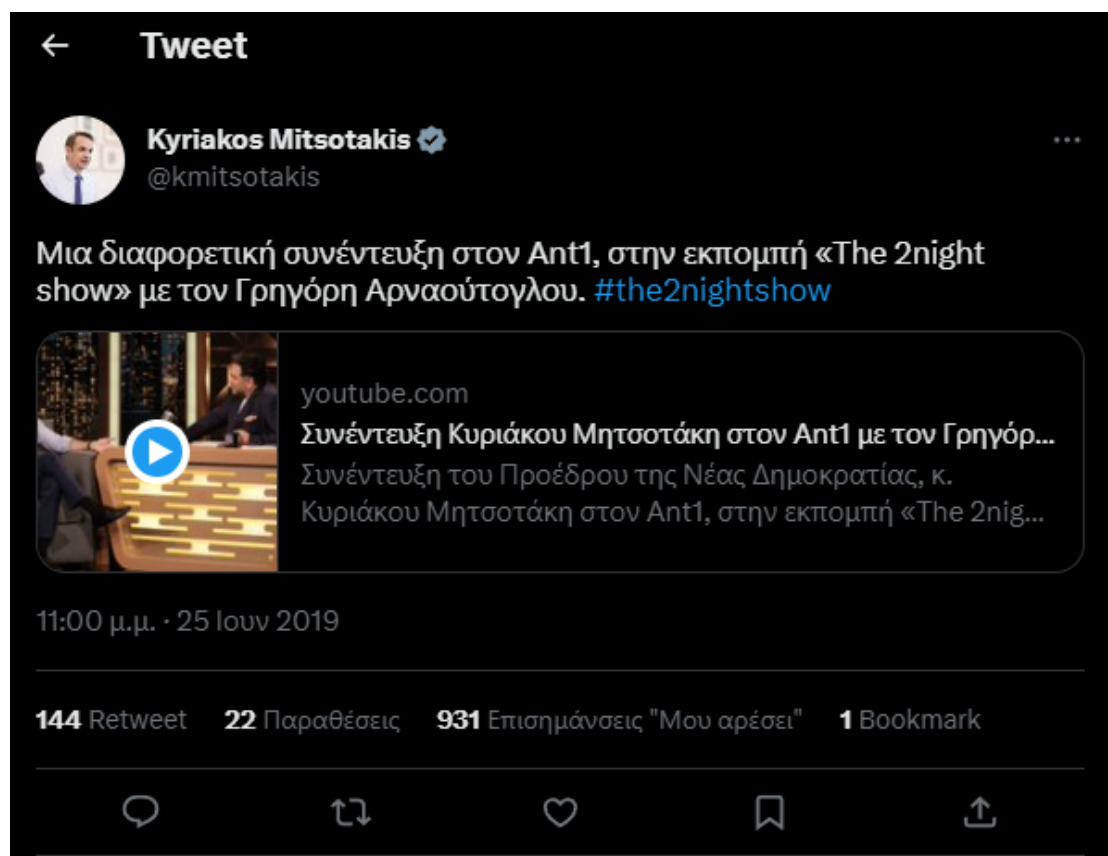 Tweet
Kyriakos Mitsotakis
@kmitsotakis
Μια διαφορετική συνέντευξη στον Ant1, στην εκπομπή «The 2night
show» με τον Γρηγόρη Αρναούτογλου. #the2nightshow
youtube.com
Συνέντευξη Κυριάκου Μητσοτάκη στον Ant1 με τον Γρηγόρ...
Συνέντευξη του Προέδρου της Νέας Δημοκρατίας, κ.
Κυριάκου Μητσοτάκη στον Ant1, στην εκπομπή «The 2nig...
11:00 μ.μ. · 25 Ιουν 2019
144 Retweet 22 Παραθέσεις 931 Επισημάνσεις "Μου αρέσει" 1 Bookmark